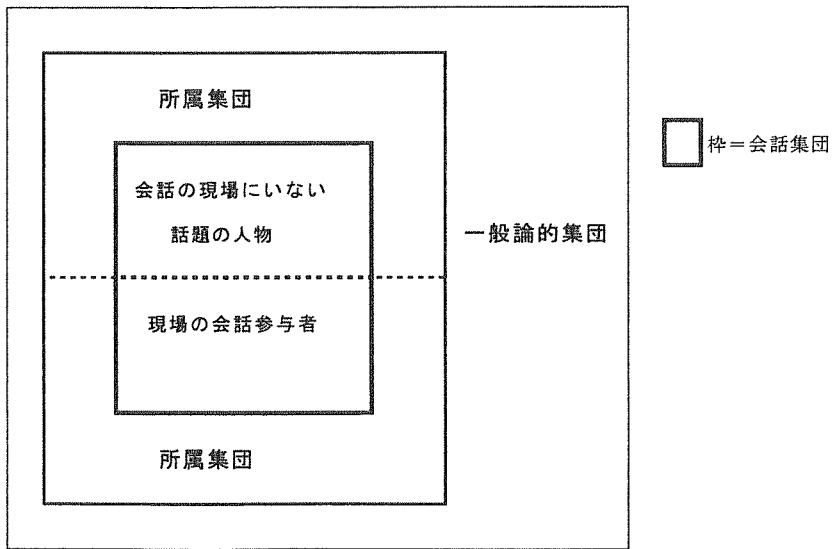 所属集団
会話の現場にいない
話題の人物
現場の会話参与者
所属集団
一般論的集団
枠=会話集団